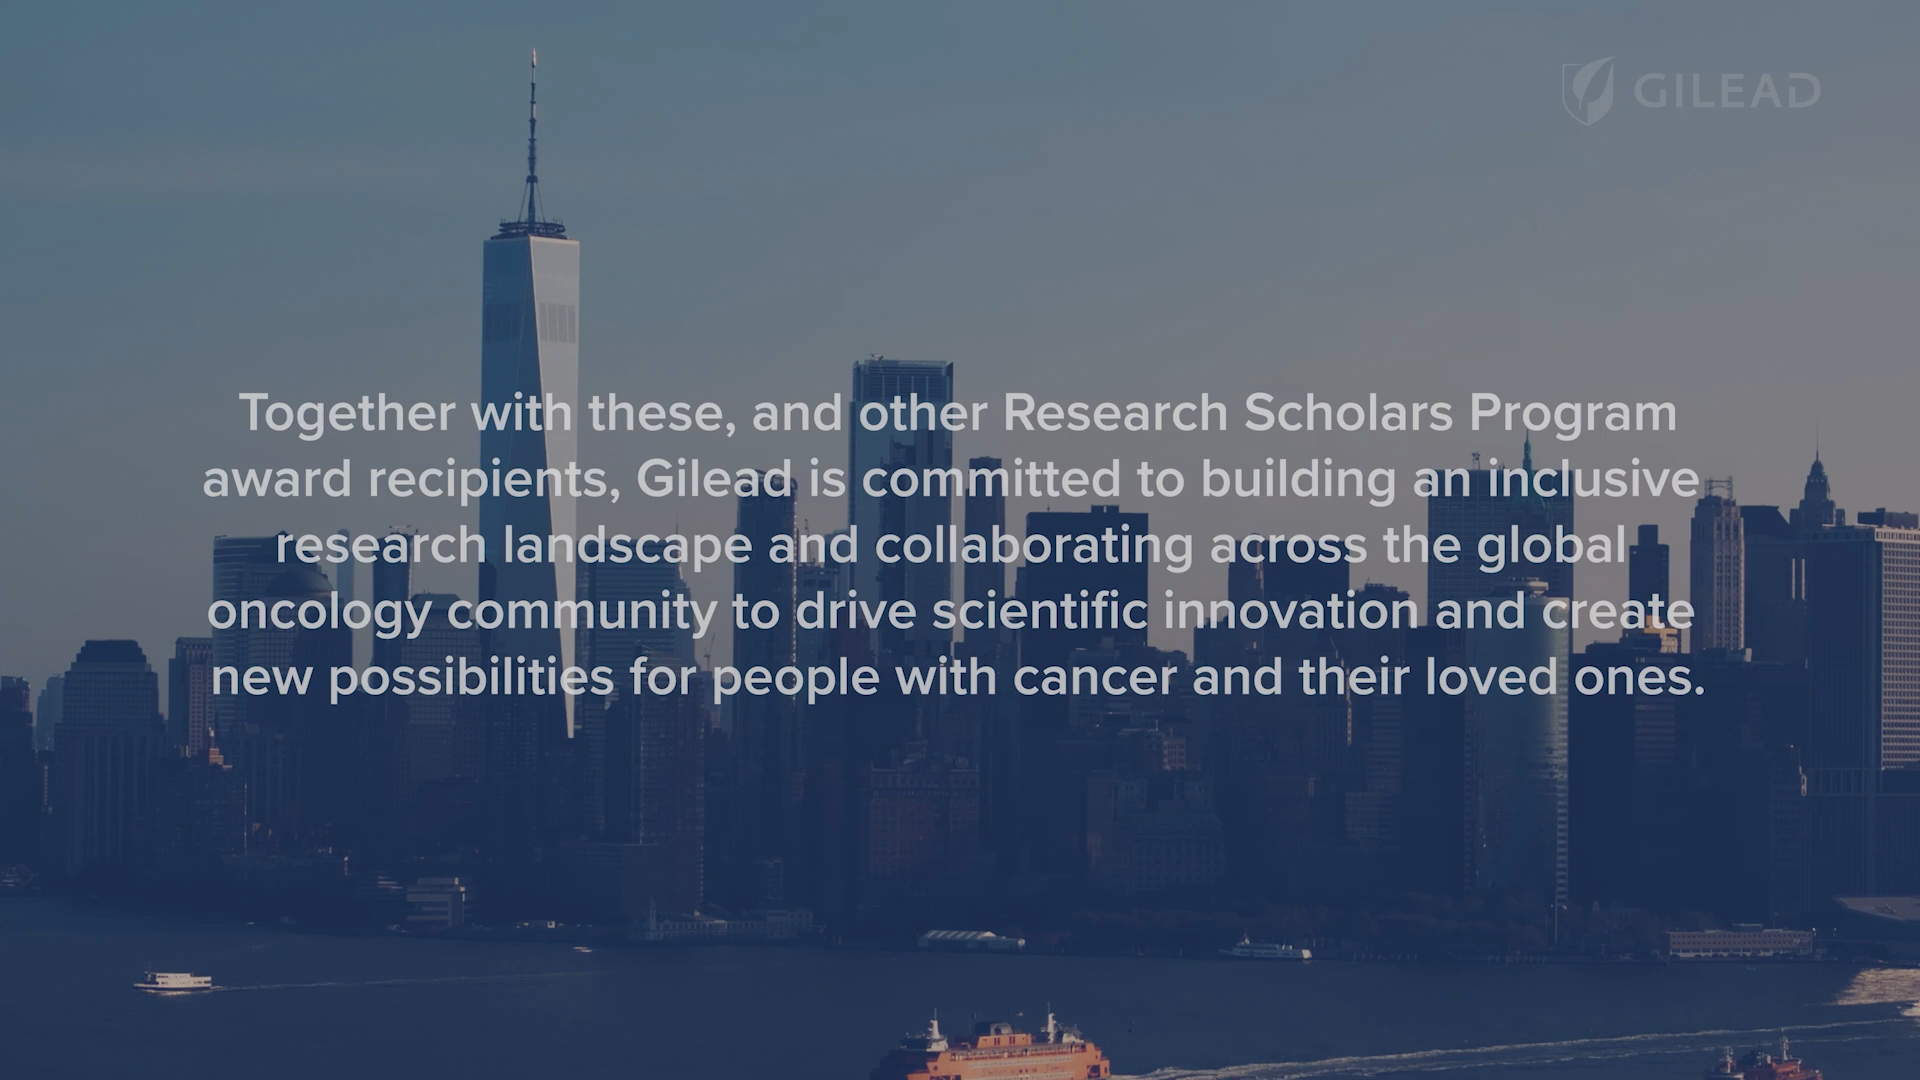 GILEAD
Together with these, and other Research Scholars Program
award recipients, Gilead is committed to building an inclusive
research landscape and collaborating across the global
oncology community to drive scientific innovation and create
new possibilities for people with cancer and their loved ones.